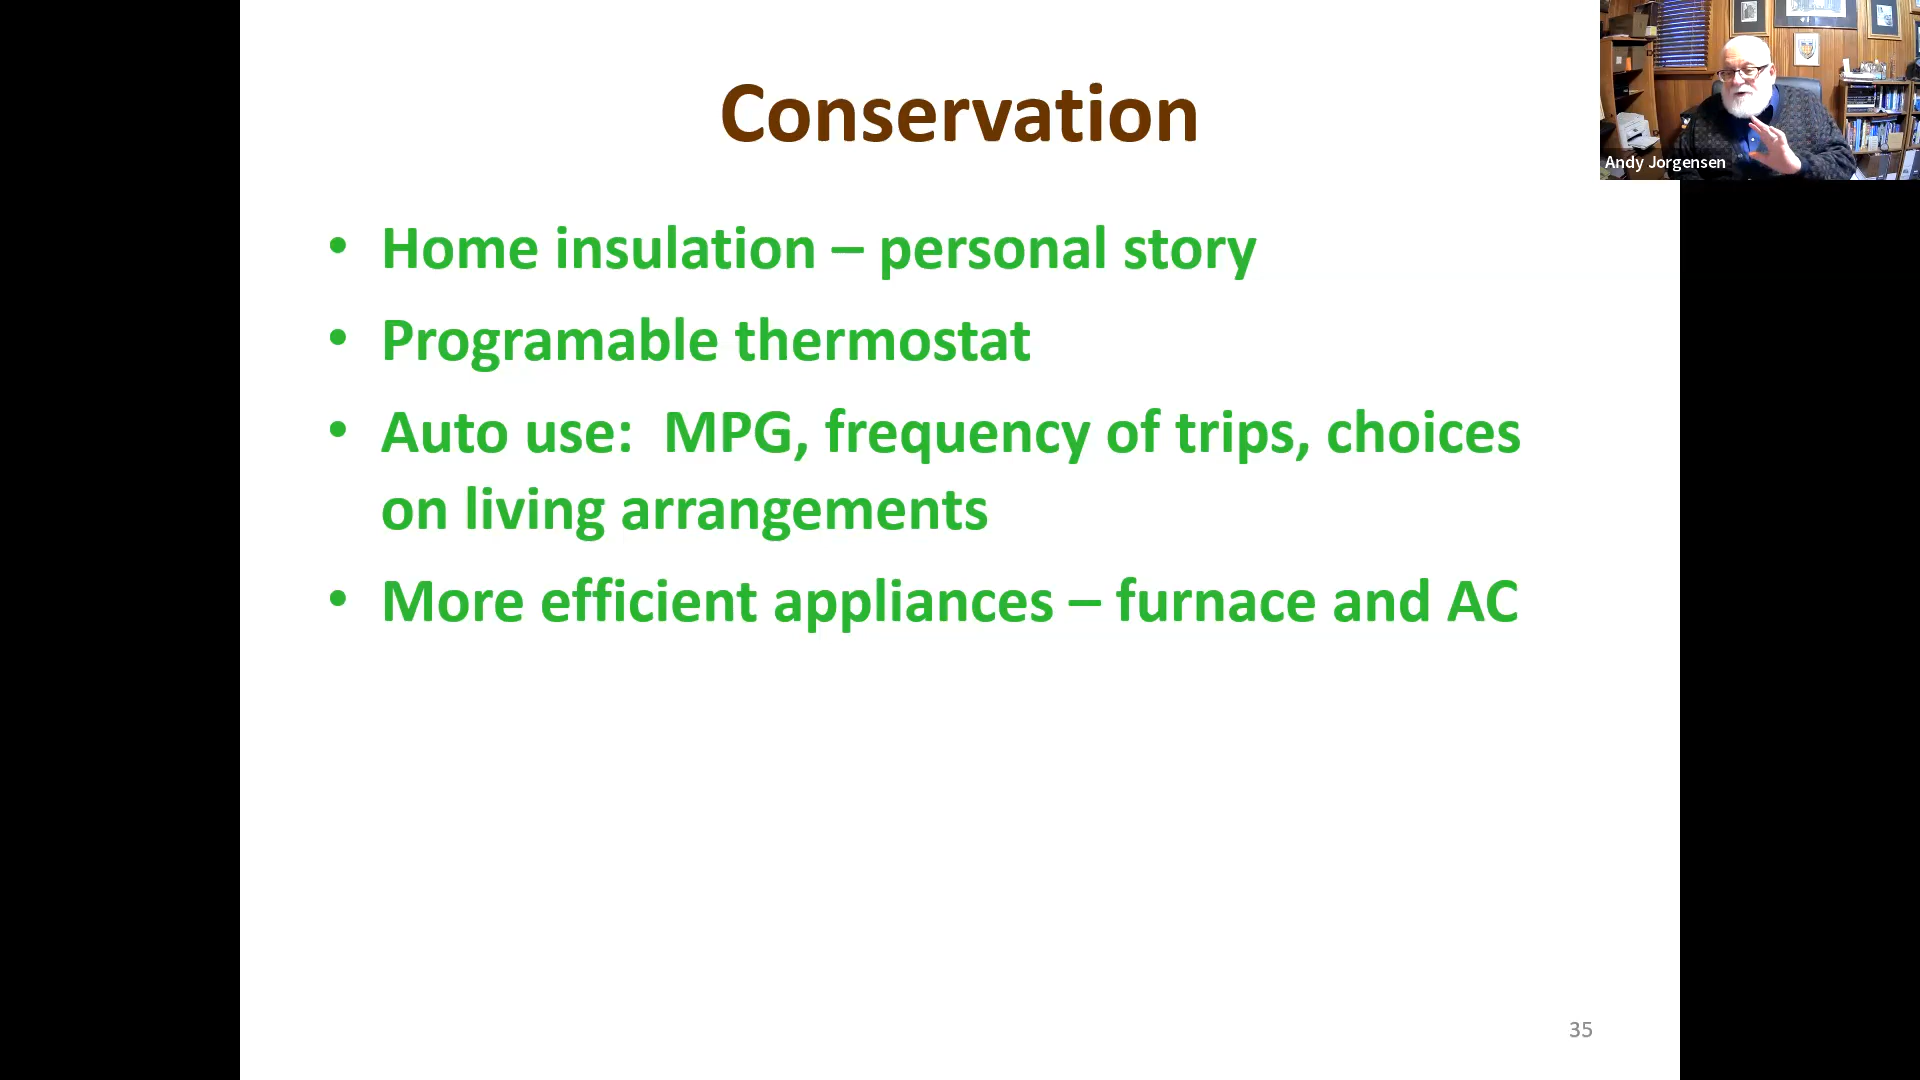 Conservation
Andy Jorgensen
• Home insulation – personal story
• Programable thermostat
• Auto use:  MPG, frequency of trips, choices
on living arrangements
• More efficient appliances – furnace and AC
35